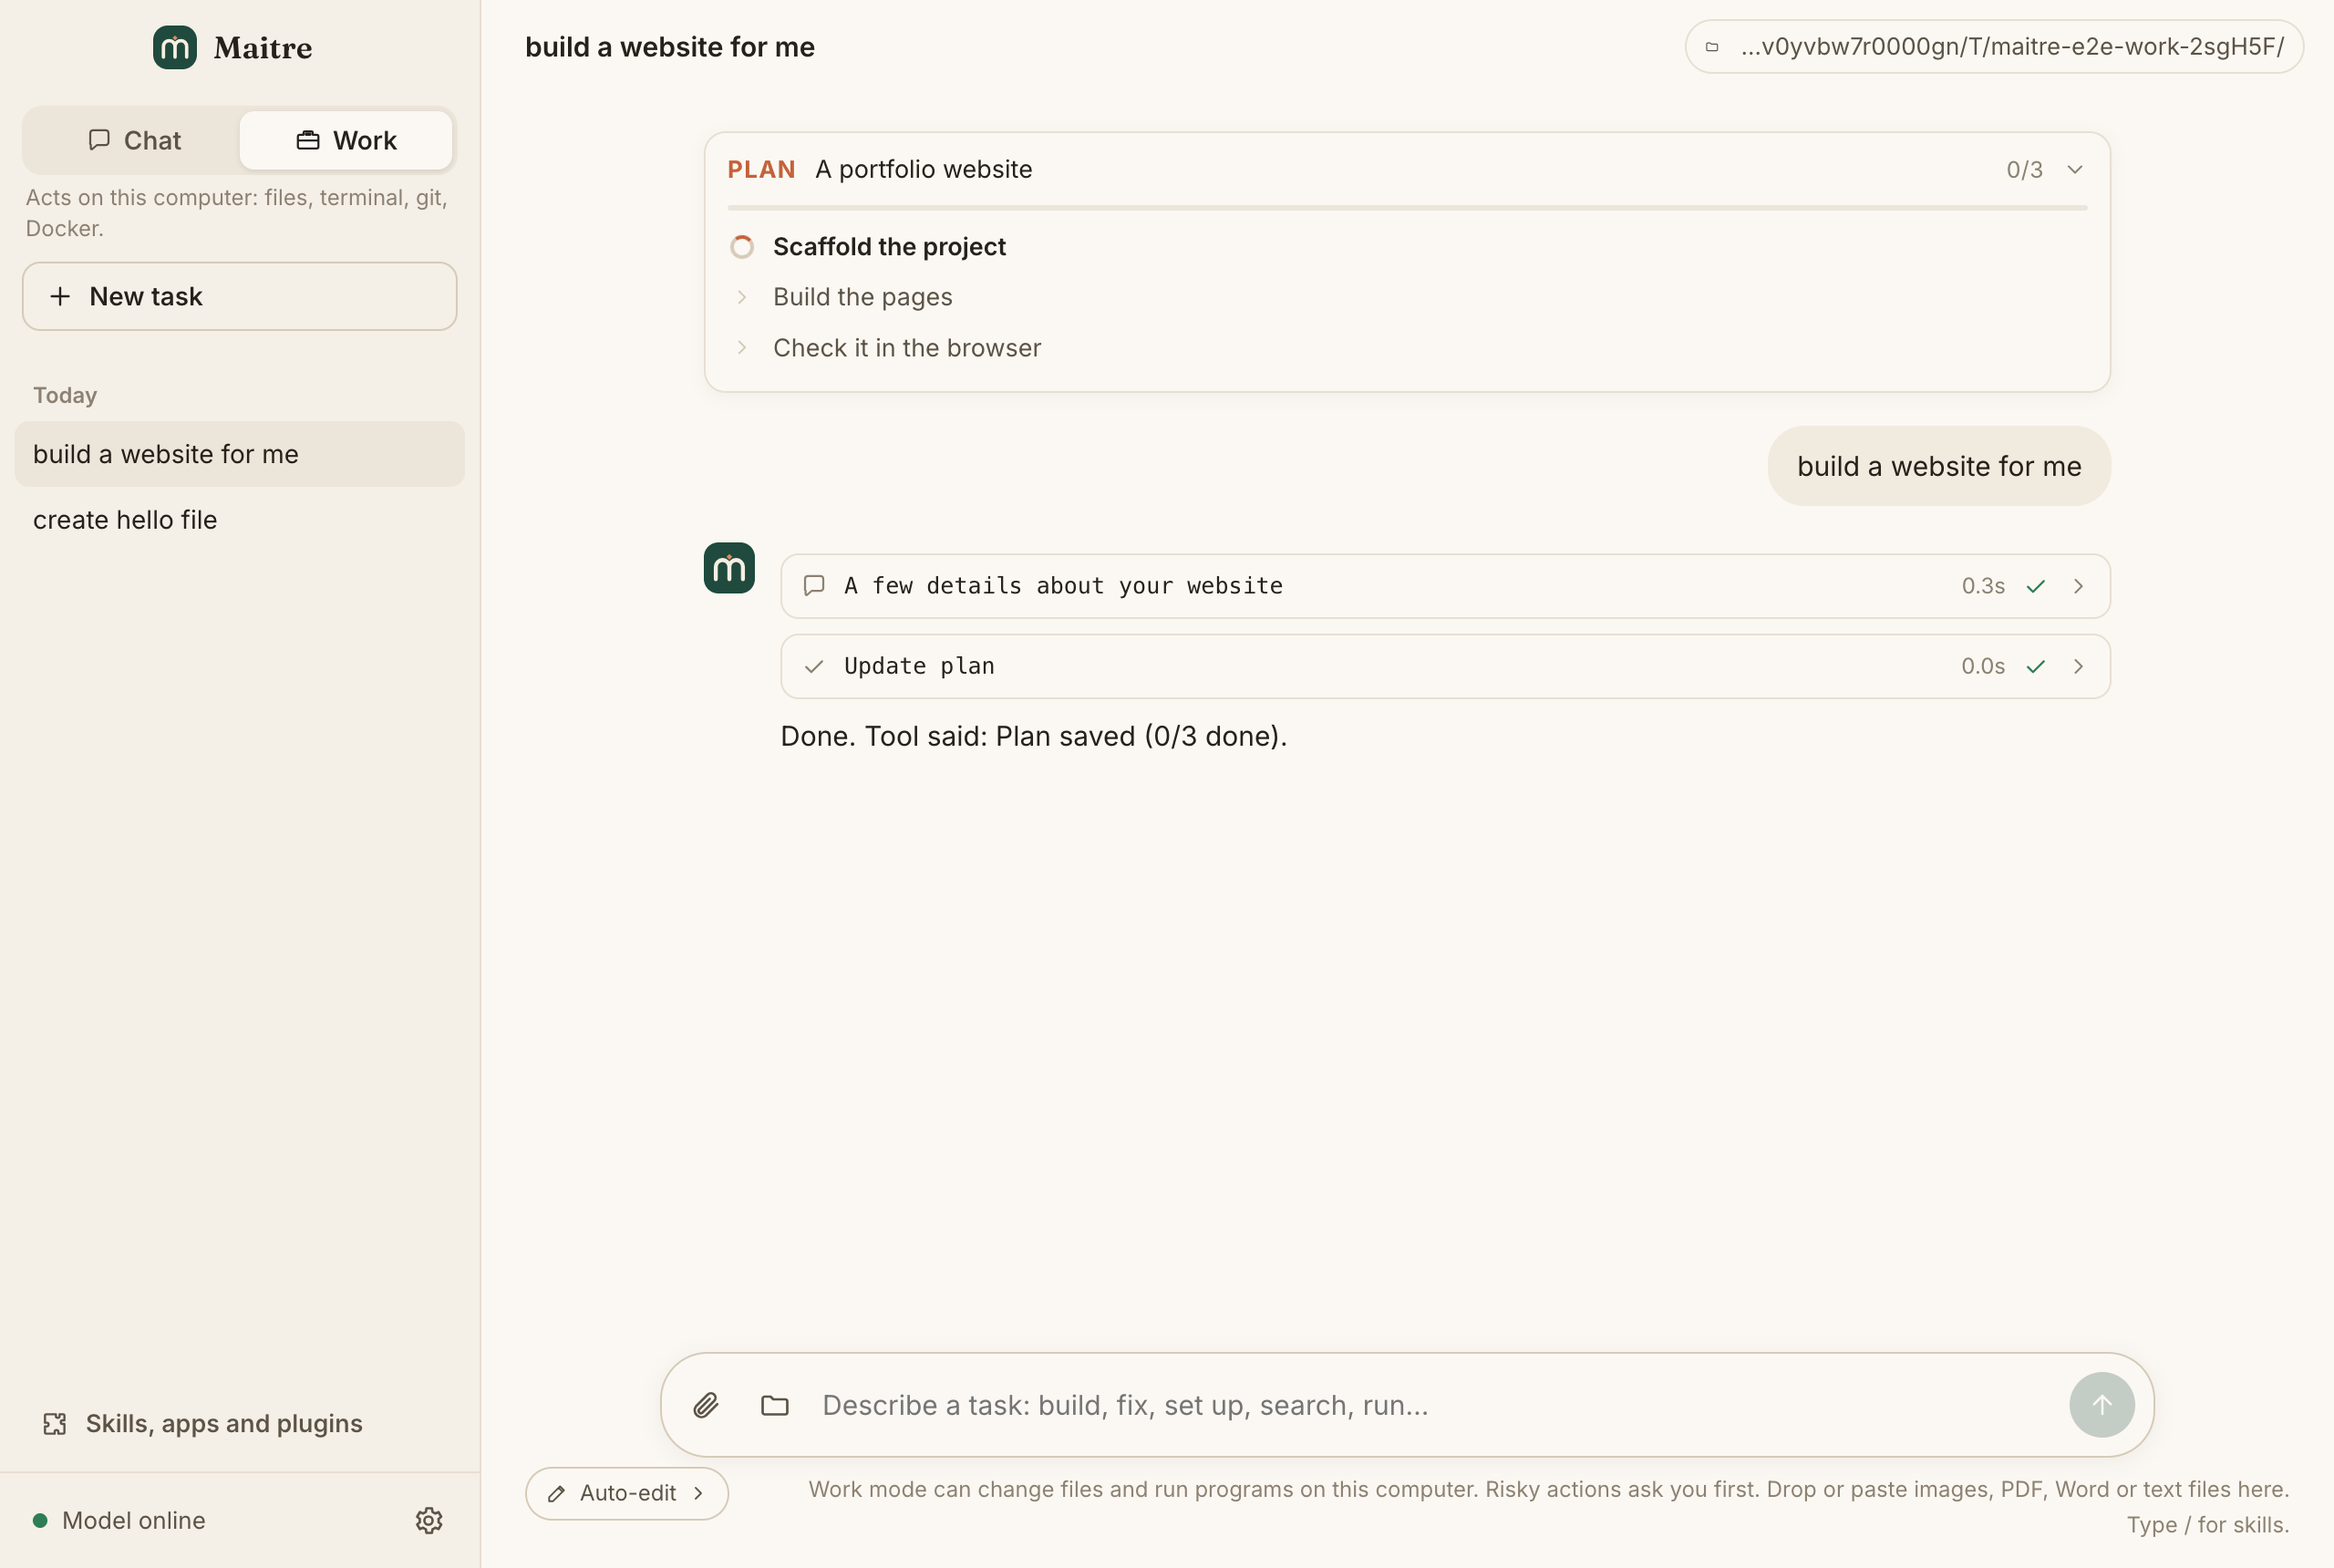 Maitre
Chat
Work
Acts on this computer: files, terminal, git,
Docker.
New task
Today
build a website for me
create hello file
Skills, apps and plugins
Model online
build a website for me
...v0yvbw7r0000gn/T/maitre-e2e-work-2sgH5F/
PLAN A portfolio website 0/3
Scaffold the project
Build the pages
Check it in the browser
build a website for me
A few details about your website 0.3s
Update plan 0.0s
Done. Tool said: Plan saved (0/3 done).
Describe a task: build, fix, set up, search, run...
Auto-edit
Work mode can change files and run programs on this computer. Risky actions ask you first. Drop or paste images, PDF, Word or text files here.
Type / for skills.